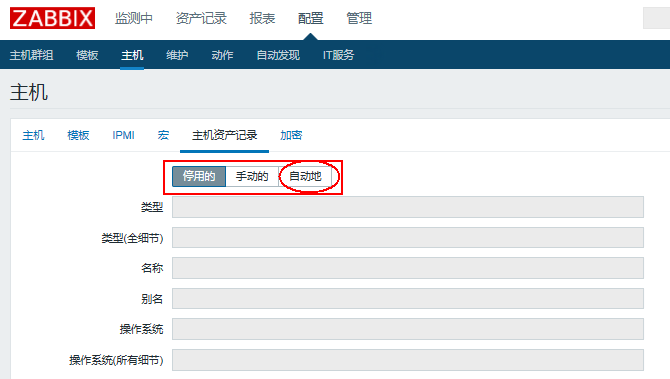 ZABBIX 监测中 资产记录 报表 配置 管理
主机群组 模板 主机 维护 动作 自动发现 IT服务
主机
主机 模板 IPMI 宏 主机资产记录 加密
停用的 手动的 自动地
类型
类型(全细节)
名称
别名
操作系统
操作系统(所有细节)